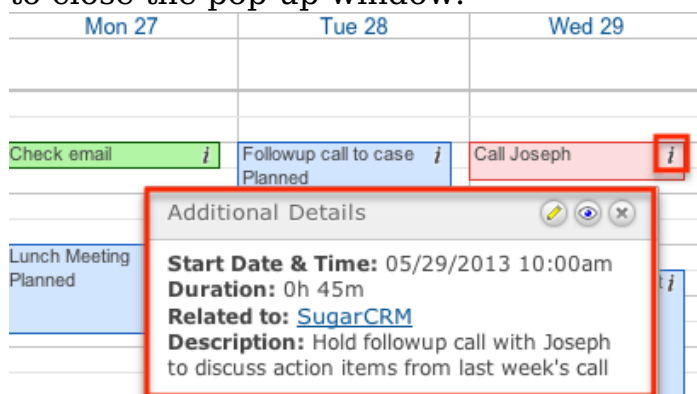 to close the pop-up window.
Mon 27
Tue 28
Wed 29
Check email i
Followup call to case i
Planned
Call Joseph i
Additional Details
Lunch Meeting
Planned
Start Date & Time: 05/29/2013 10:00am
Duration: 0h 45m
Related to: SugarCRM
Description: Hold followup call with Joseph
to discuss action items from last week's call
t i